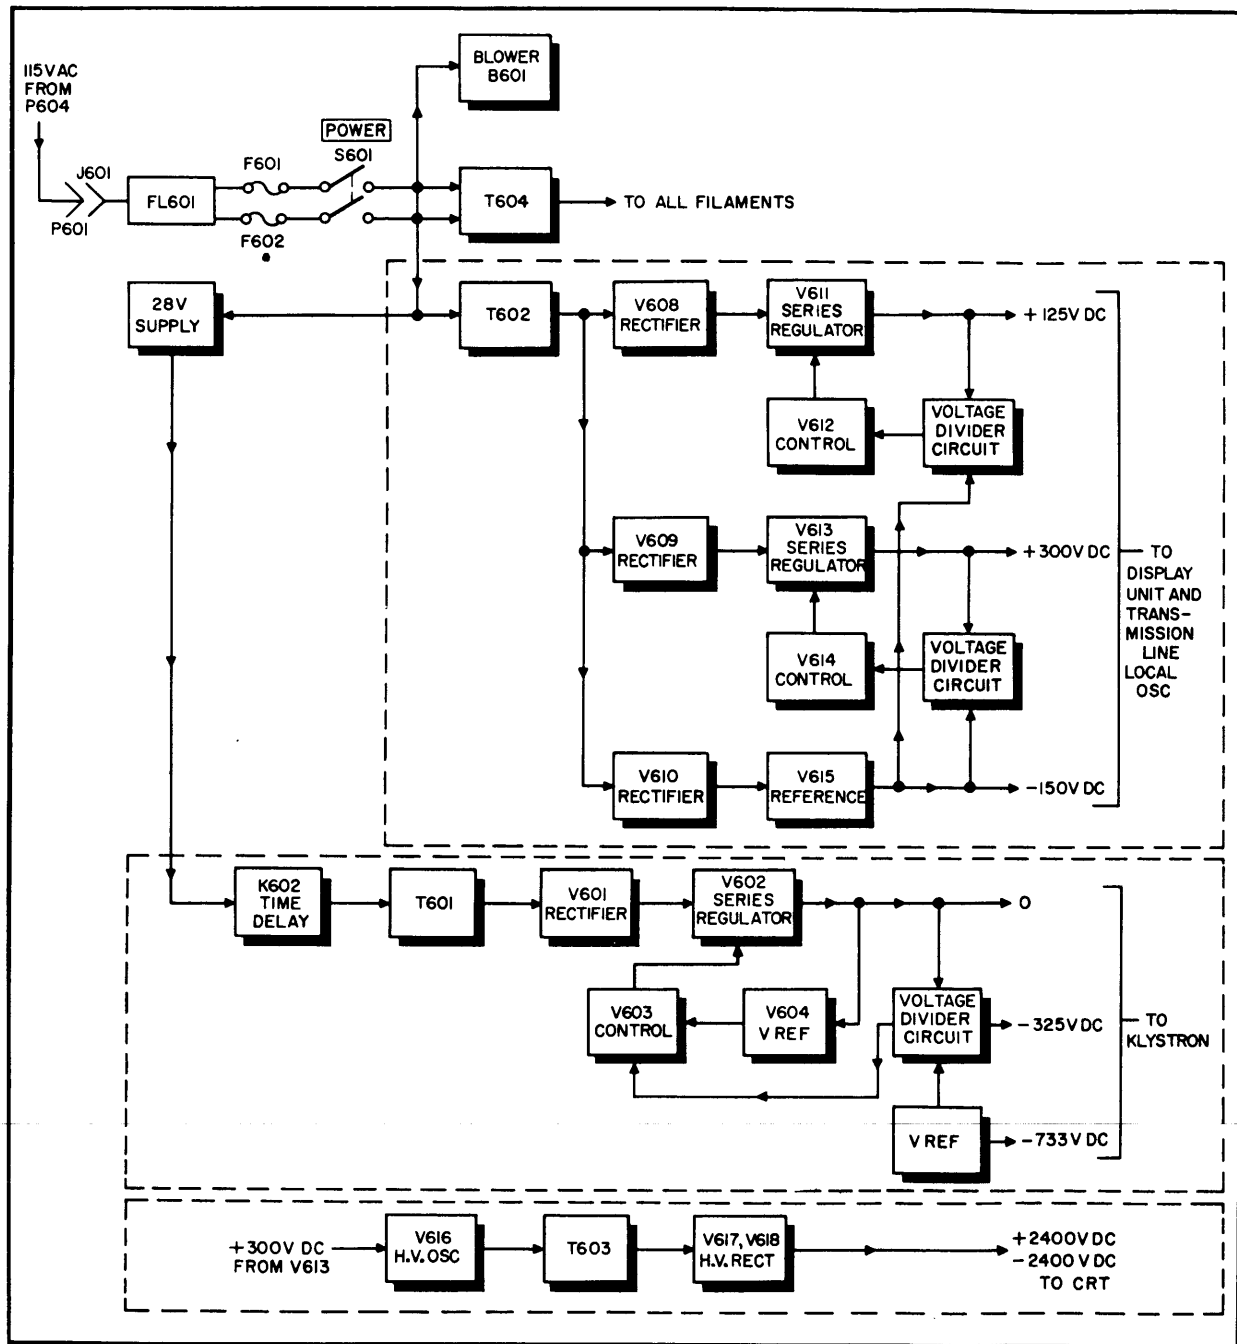 115VAC
FROM
P604
J601
P601
FL601
F601
F602
POWER
S601
BLOWER
B601
T604
TO ALL FILAMENTS
28V
SUPPLY
T602
V608
RECTIFIER
V611
SERIES
REGULATOR
+125V DC
V612
CONTROL
VOLTAGE
DIVIDER
CIRCUIT
V609
RECTIFIER
V613
SERIES
REGULATOR
+300V DC
V614
CONTROL
VOLTAGE
DIVIDER
CIRCUIT
V610
RECTIFIER
V615
REFERENCE
-150V DC
TO
DISPLAY
UNIT AND
TRANS-
MISSION
LINE
LOCAL
OSC
K602
TIME
DELAY
T601
V601
RECTIFIER
V602
SERIES
REGULATOR
0
V603
CONTROL
V604
V REF
VOLTAGE
DIVIDER
CIRCUIT
-325V DC
V REF
-733V DC
TO
KLYSTRON
+300V DC
FROM V613
V616
H.V. OSC
T603
V617, V618
H.V. RECT
+2400V DC
-2400V DC
TO CRT